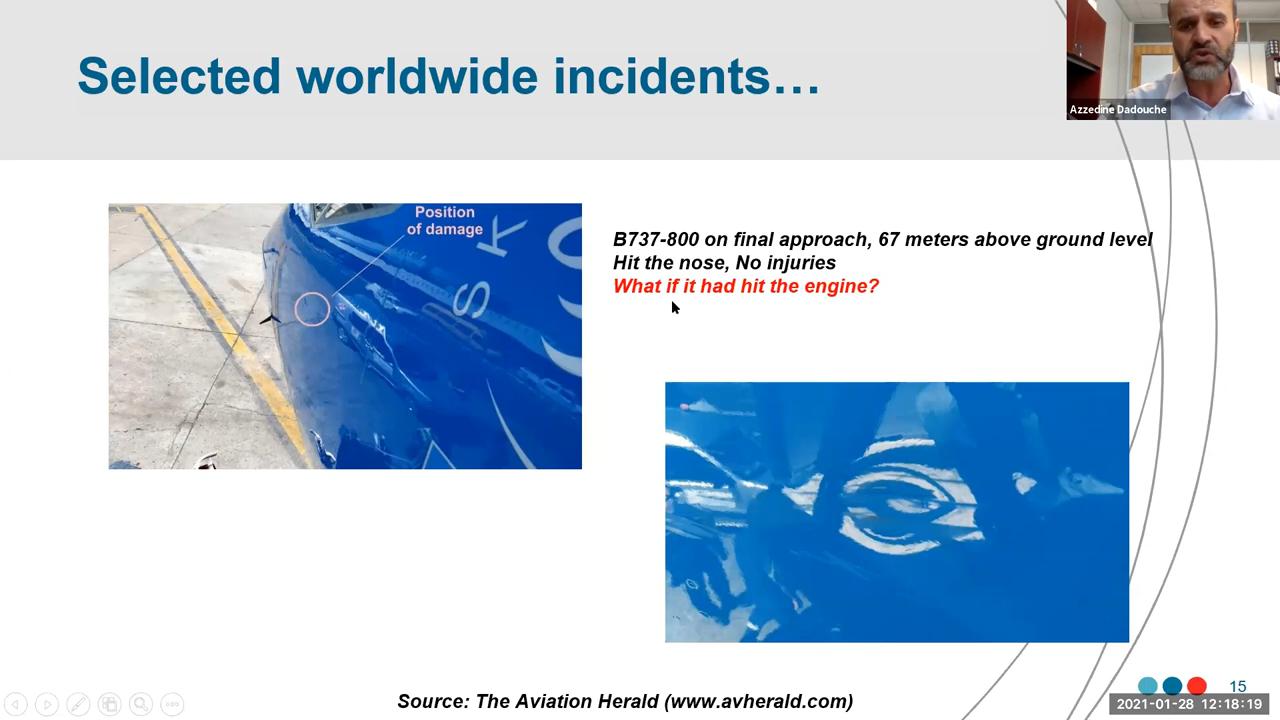 Selected worldwide incidents…
Azzedine Dadouche
Position
of damage
SK
B737-800 on final approach, 67 meters above ground level
Hit the nose, No injuries
What if it had hit the engine?
Source: The Aviation Herald (www.avherald.com)
15
2021-01-28 12:18:19